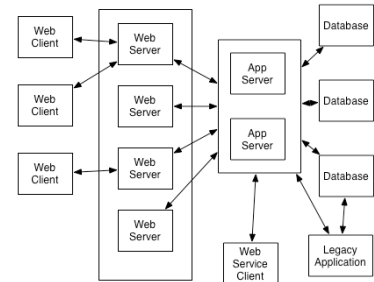 Web
Client
Web
Client
Web
Client
Web
Server
Web
Server
Web
Server
Web
Server
App
Server
App
Server
Database
Database
Database
Web
Service
Client
Legacy
Application